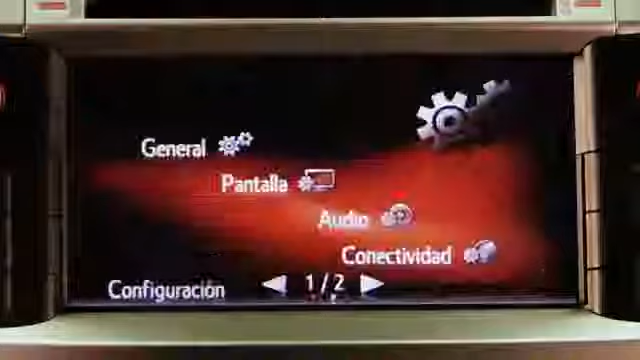 General
Pantalla
Audio
Conectividad
Configuración
1/2